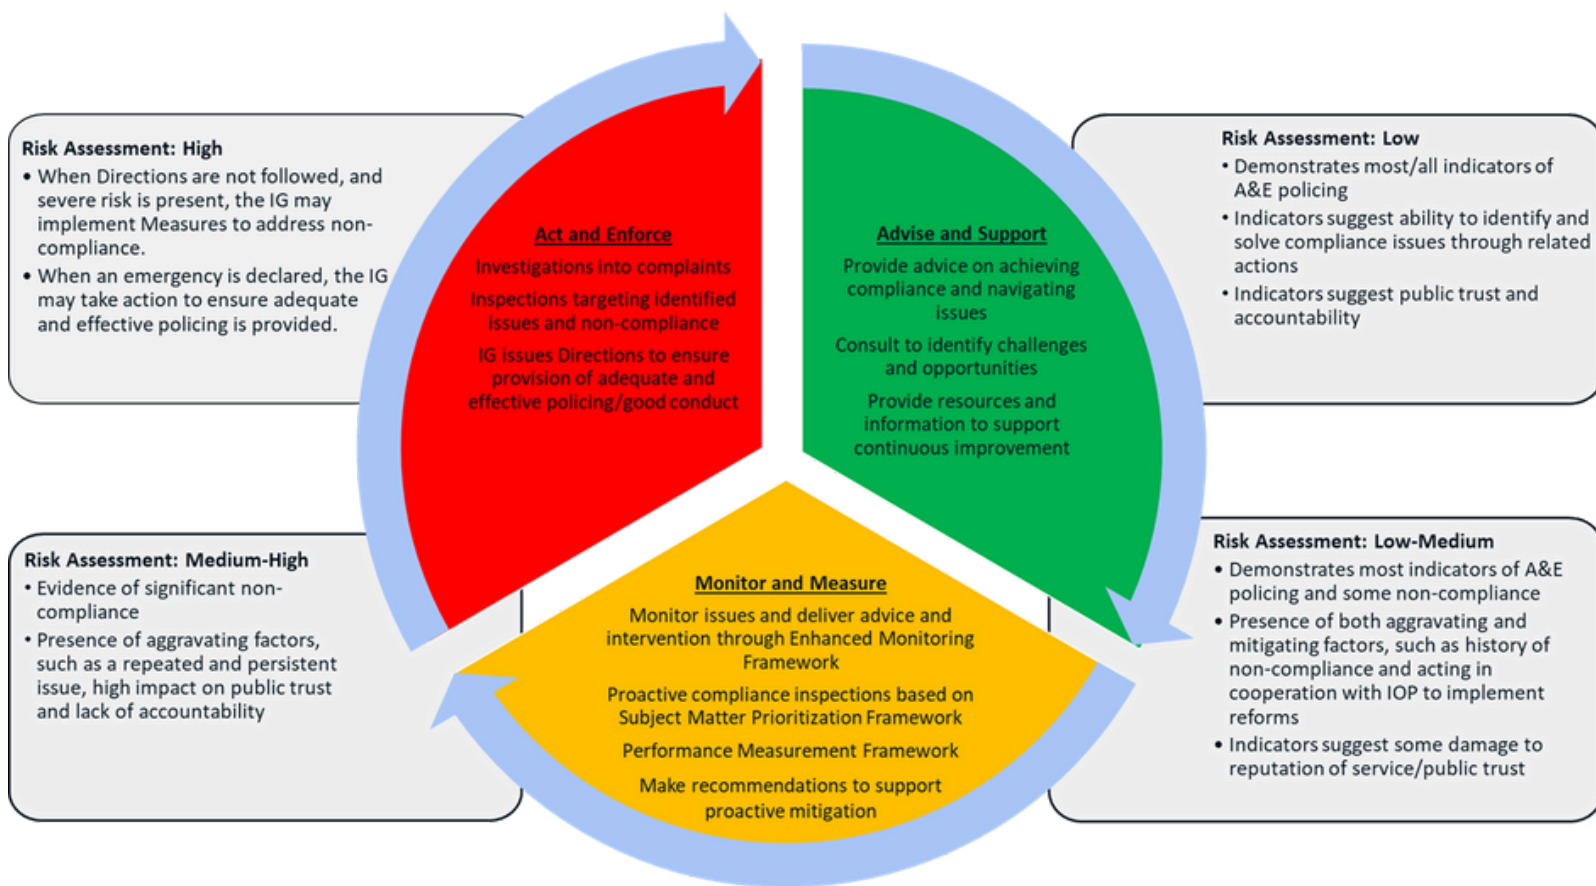 Risk Assessment: High
• When Directions are not followed, and
severe risk is present, the IG may
implement Measures to address non-
compliance.
• When an emergency is declared, the IG
may take action to ensure adequate
and effective policing is provided.
Act and Enforce
Investigations into complaints
Inspections targeting identified
issues and non-compliance
IG issues Directions to ensure
provision of adequate and
effective policing/good conduct
Advise and Support
Provide advice on achieving
compliance and navigating
issues
Consult to identify challenges
and opportunities
Provide resources and
information to support
continuous improvement
Risk Assessment: Low
• Demonstrates most/all indicators of
A&E policing
• Indicators suggest ability to identify and
solve compliance issues through related
actions
• Indicators suggest public trust and
accountability
Risk Assessment: Medium-High
• Evidence of significant non-
compliance
• Presence of aggravating factors,
such as a repeated and persistent
issue, high impact on public trust
and lack of accountability
Monitor and Measure
Monitor issues and deliver advice and
intervention through Enhanced Monitoring
Framework
Proactive compliance inspections based on
Subject Matter Prioritization Framework
Performance Measurement Framework
Make recommendations to support
proactive mitigation
Risk Assessment: Low-Medium
• Demonstrates most indicators of A&E
policing and some non-compliance
• Presence of both aggravating and
mitigating factors, such as history of
non-compliance and acting in
cooperation with IOP to implement
reforms
• Indicators suggest some damage to
reputation of service/public trust